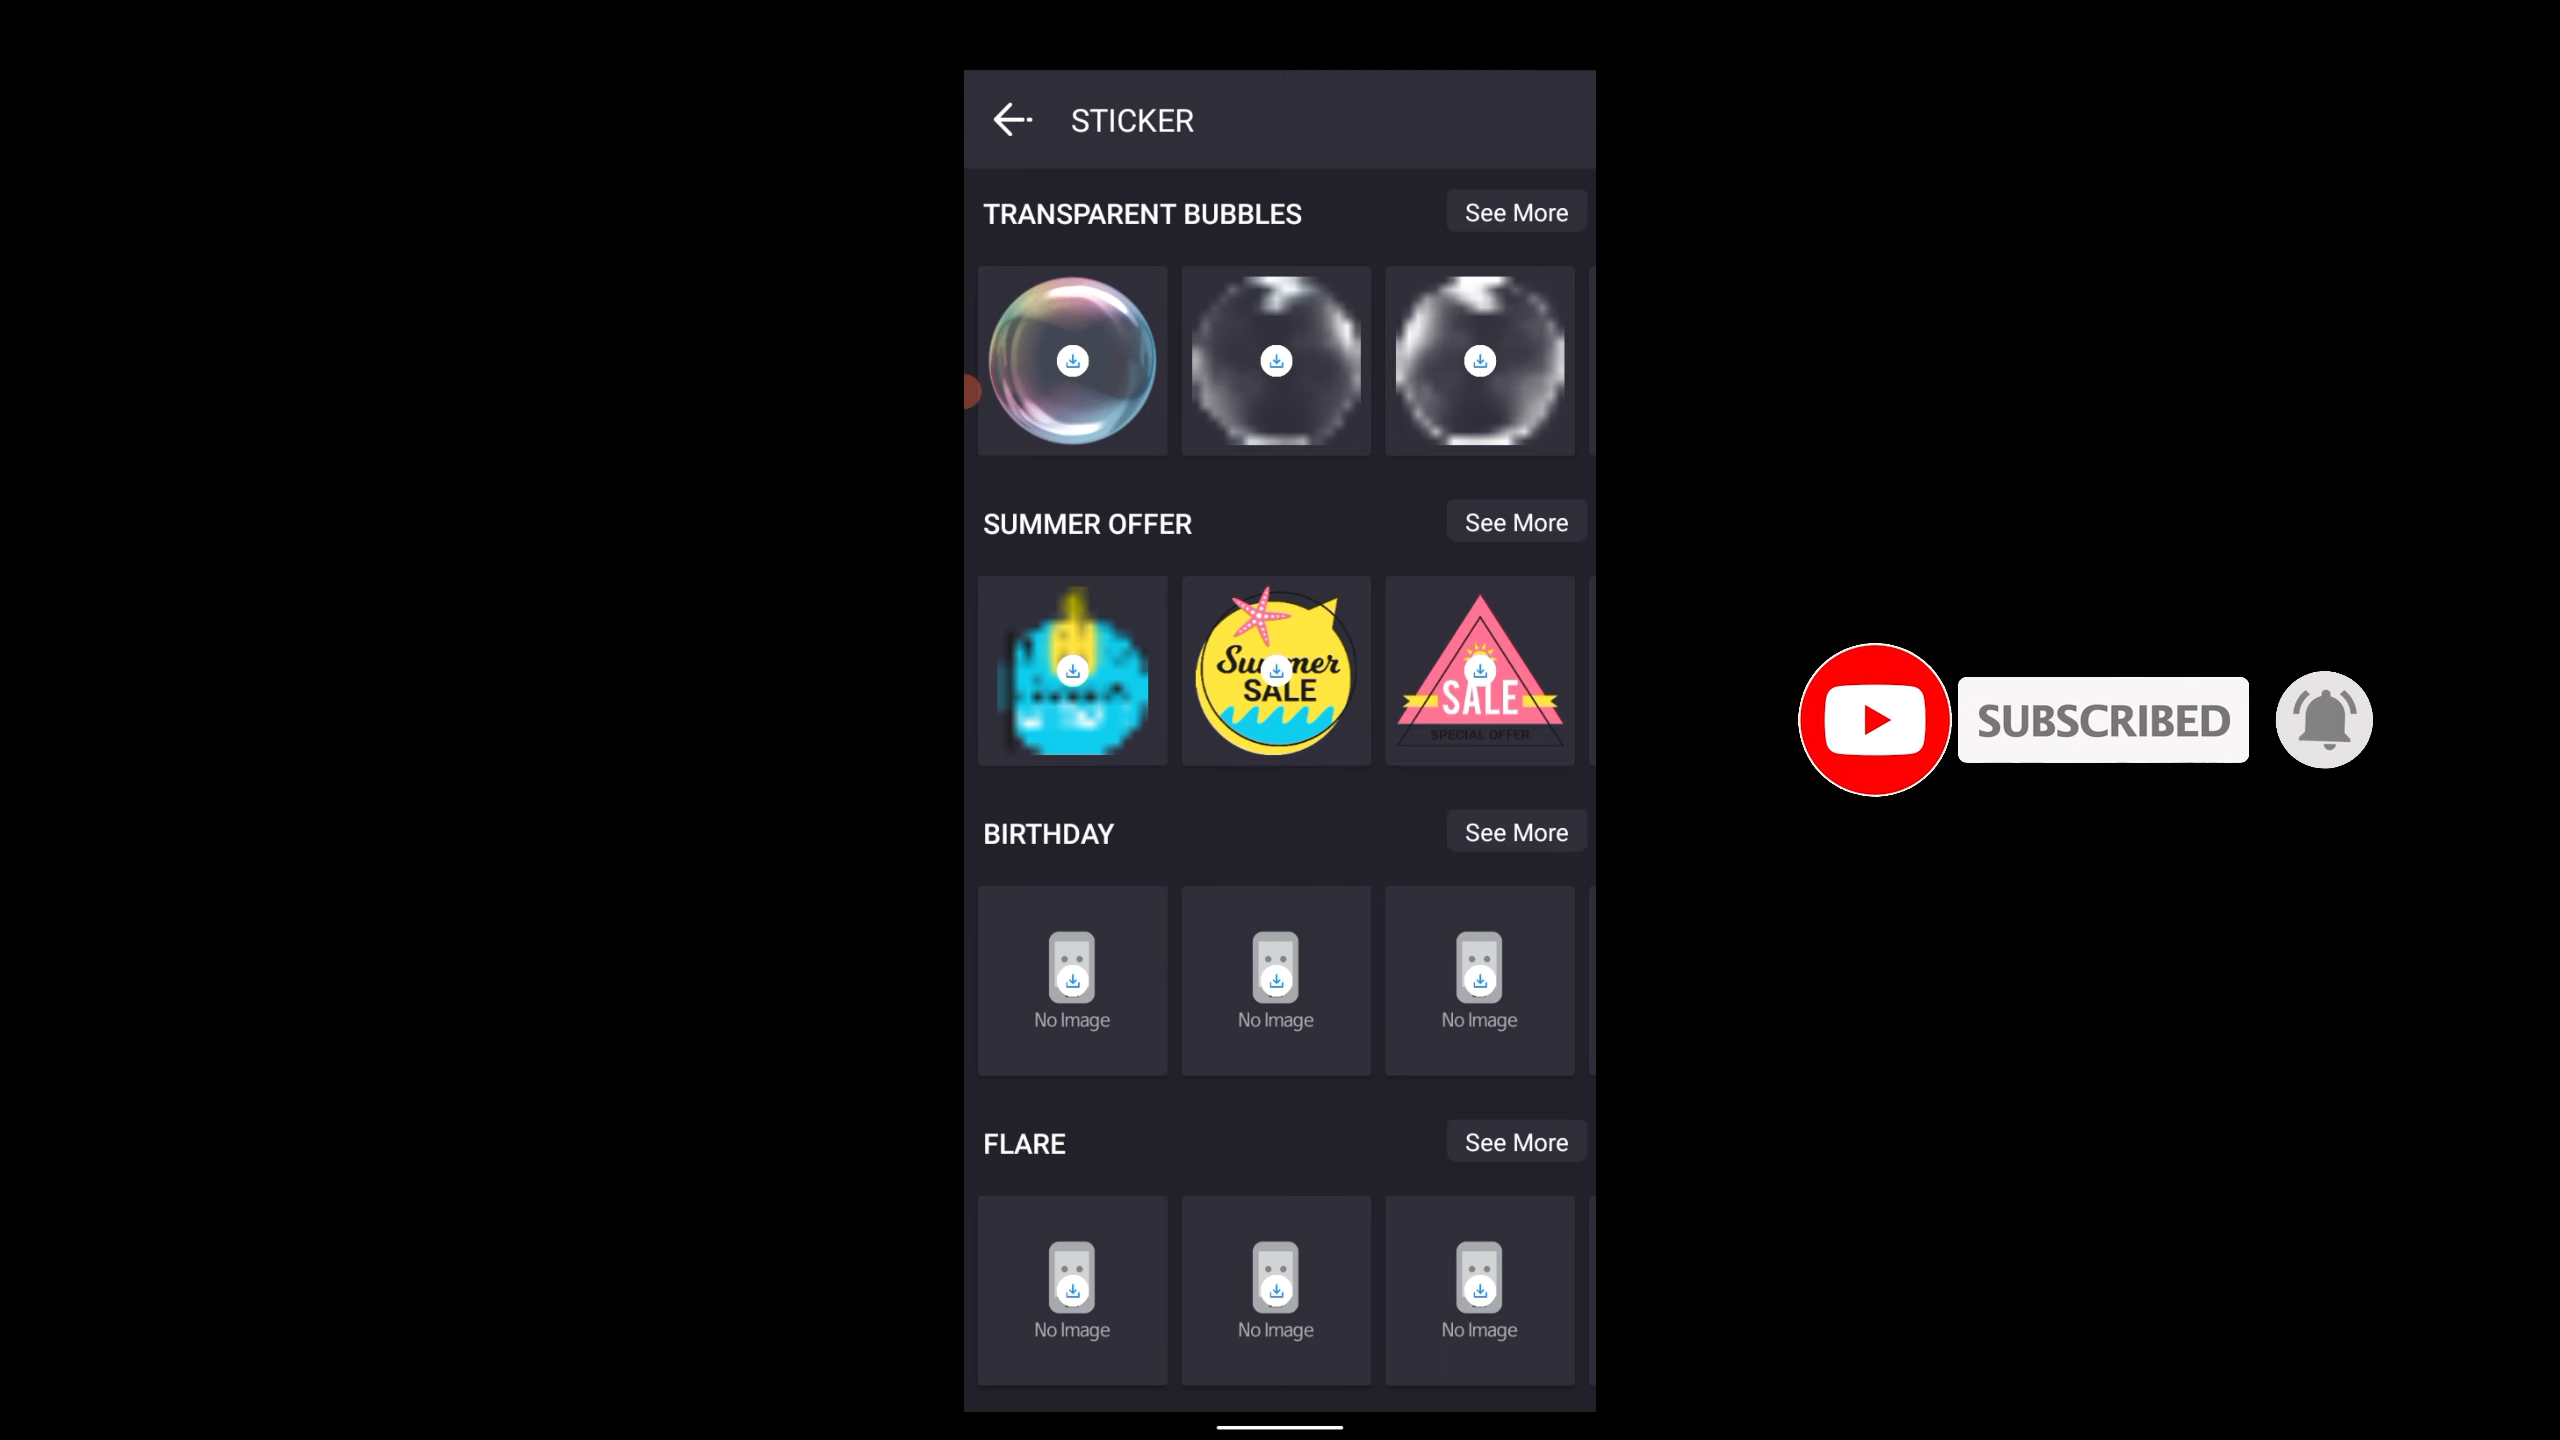 STICKER
TRANSPARENT BUBBLES
See More
SUMMER OFFER
See More
Summer
SALE
SALE
SPECIAL OFFER
SUBSCRIBED
BIRTHDAY
See More
No Image
No Image
No Image
FLARE
See More
No Image
No Image
No Image